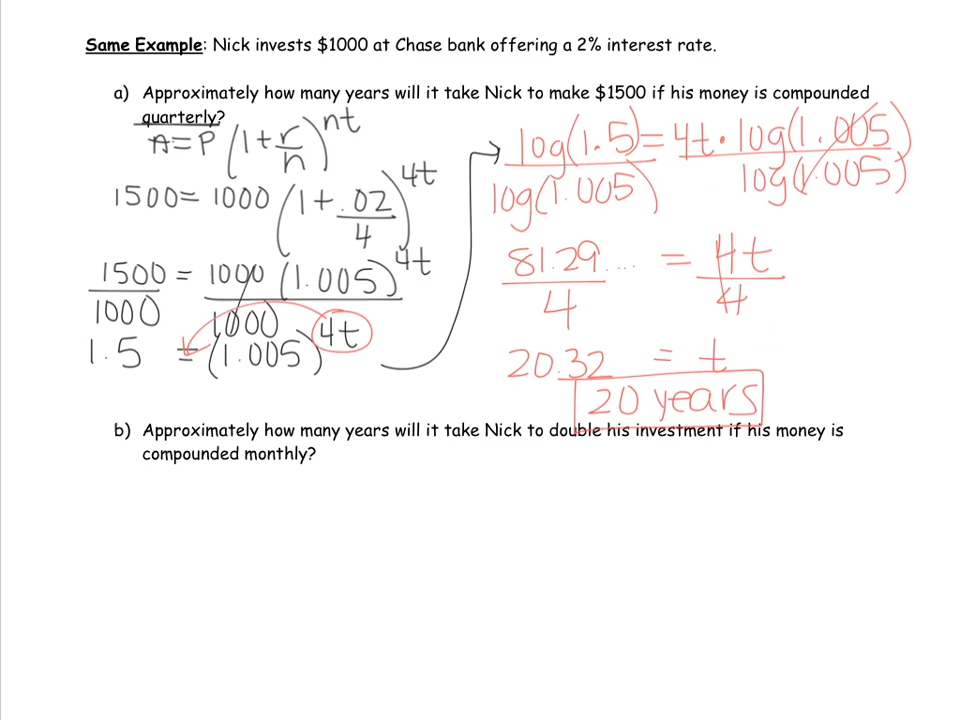 Same Example: Nick invests $1000 at Chase bank offering a 2% interest rate.
a) Approximately how many years will it take Nick to make $1500 if his money is compounded
quarterly?
A=P(1+r/n)^nt
1500=1000(1+.02/4)^4t
1500/1000=1000(1.005)^4t/1000
1.5=(1.005)^4t
log(1.5)/log(1.005)=4t·log(1.005)/log(1.005)
81.29..../4=4t/4
20.32=t
20 years
b) Approximately how many years will it take Nick to double his investment if his money is
compounded monthly?